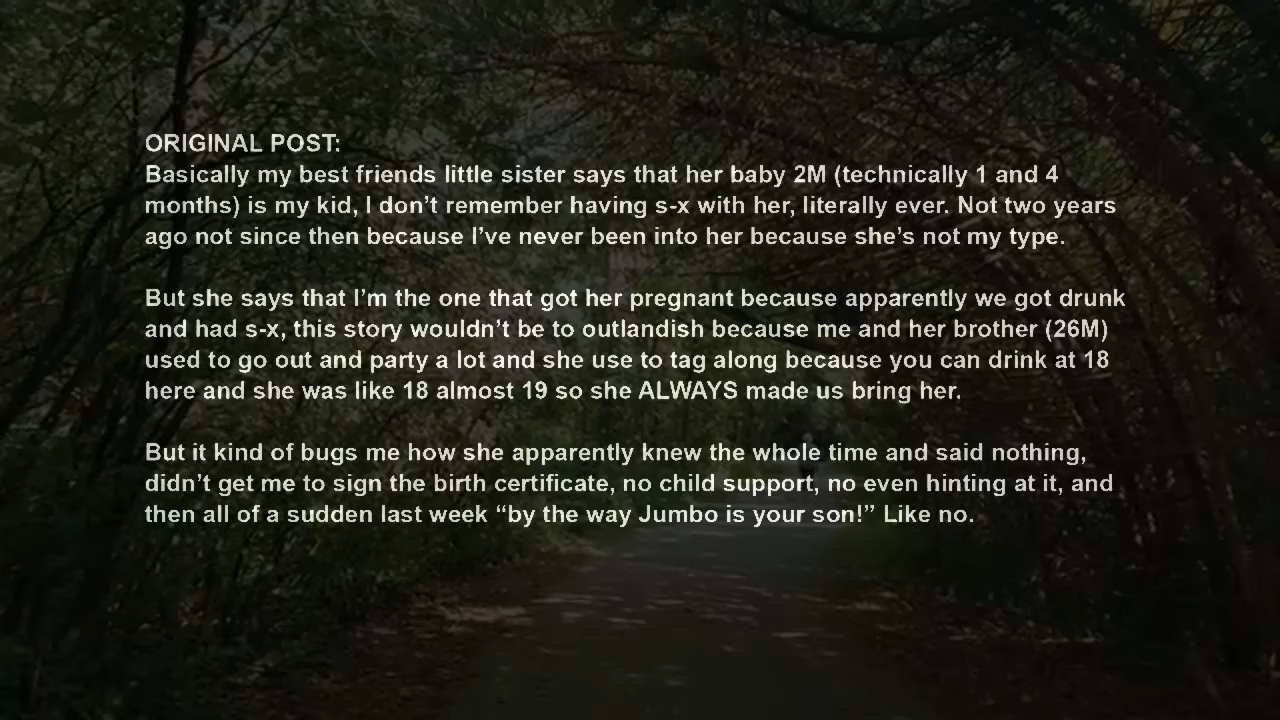 ORIGINAL POST:
Basically my best friends little sister says that her baby 2M (technically 1 and 4
months) is my kid, I don’t remember having s-x with her, literally ever. Not two years
ago not since then because I’ve never been into her because she’s not my type.
But she says that I’m the one that got her pregnant because apparently we got drunk
and had s-x, this story wouldn’t be to outlandish because me and her brother (26M)
used to go out and party a lot and she use to tag along because you can drink at 18
here and she was like 18 almost 19 so she ALWAYS made us bring her.
But it kind of bugs me how she apparently knew the whole time and said nothing,
didn’t get me to sign the birth certificate, no child support, no even hinting at it, and
then all of a sudden last week “by the way Jumbo is your son!” Like no.